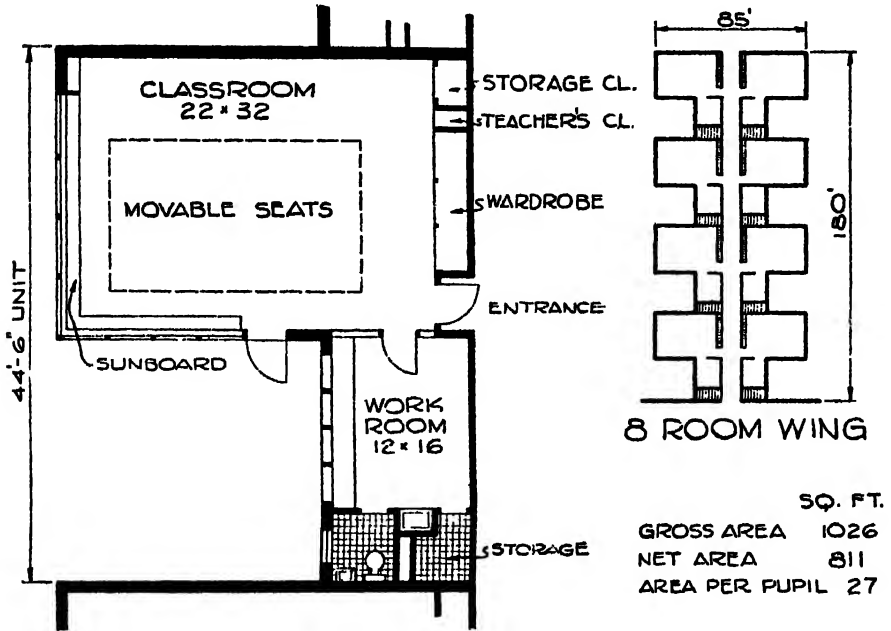 CLASSROOM
22 × 32
MOVABLE SEATS
STORAGE CL.
TEACHER'S CL.
WARDROBE
ENTRANCE
SUNBOARD
44'-6" UNIT
WORK
ROOM
12 × 16
STORAGE
85'
180'
8 ROOM WING
SQ. FT.
GROSS AREA 1026
NET AREA 811
AREA PER PUPIL 27